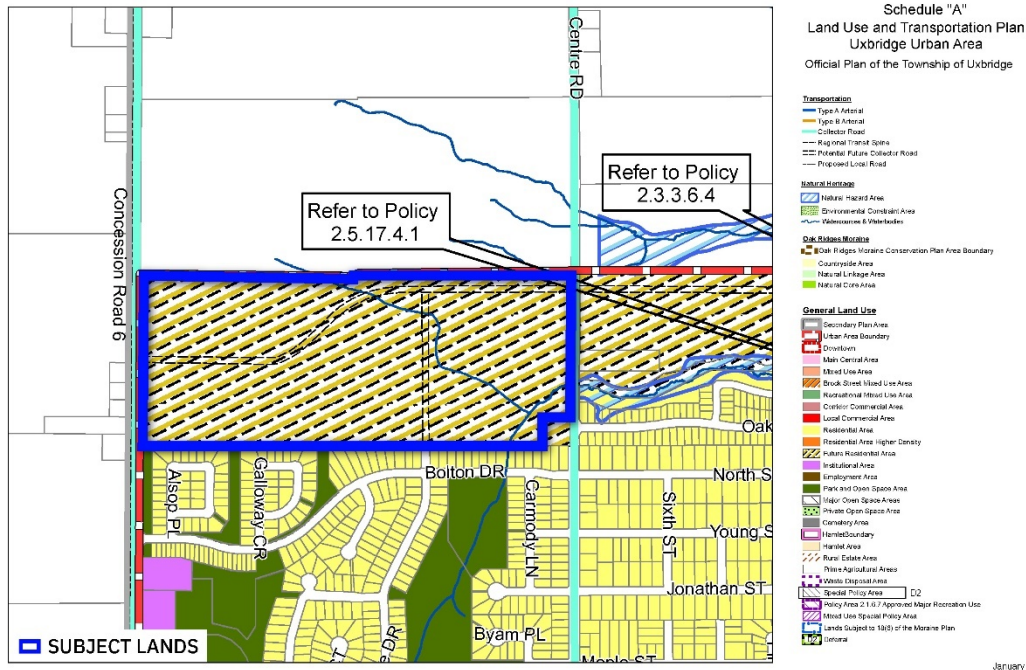 Schedule "A"
Land Use and Transportation Plan
Uxbridge Urban Area
Official Plan of the Township of Uxbridge
Centre RD
Concession Road 6
Refer to Policy
2.5.17.4.1
Refer to Policy
2.3.3.6.4
Oak
Bolton DR
North S
Alsop PL
Galloway CR
Carmody LN
Sixth ST
Young S
Jonathan ST
Byam PL
e DR
ST
Maple ST
SUBJECT LANDS
Transportation
Type A Arterial
Type B Arterial
Collector Road
Regional Transit Spine
Potential Future Collector Road
Proposed Local Road
Natural Heritage
Natural Hazard Area
Environmental Constraint Area
Watercourses & Waterbodies
Oak Ridges Moraine
Oak Ridges Moraine Conservation Plan Area Boundary
Countryside Area
Natural Linkage Area
Natural Core Area
General Land Use
Secondary Plan Area
Urban Area Boundary
Downtown
Main Central Area
Mixed Use Area
Brock Street Mixed Use Area
Recreational Mixed Use Area
Corridor Commercial Area
Local Commercial Area
Residential Area
Residential Area Higher Density
Future Residential Area
Institutional Area
Employment Area
Park and Open Space Area
Major Open Space Areas
Private Open Space Area
Cemetery Area
Hamlet Boundary
Hamlet Area
Rural Estate Area
Prime Agricultural Areas
Waste Disposal Area
Special Policy Area D2
Policy Area 2.1.6.7 Approved Major Recreation Use
Mixed Use Special Policy Area
Lands Subject to 18(8) of the Moraine Plan
Deferral
January